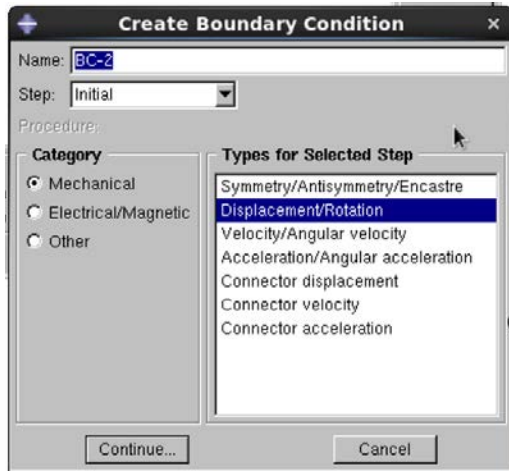 Create Boundary Condition
Name: BC-2
Step: Initial
Procedure:
Category
Mechanical
Electrical/Magnetic
Other
Types for Selected Step
Symmetry/Antisymmetry/Encastre
Displacement/Rotation
Velocity/Angular velocity
Acceleration/Angular acceleration
Connector displacement
Connector velocity
Connector acceleration
Continue...
Cancel